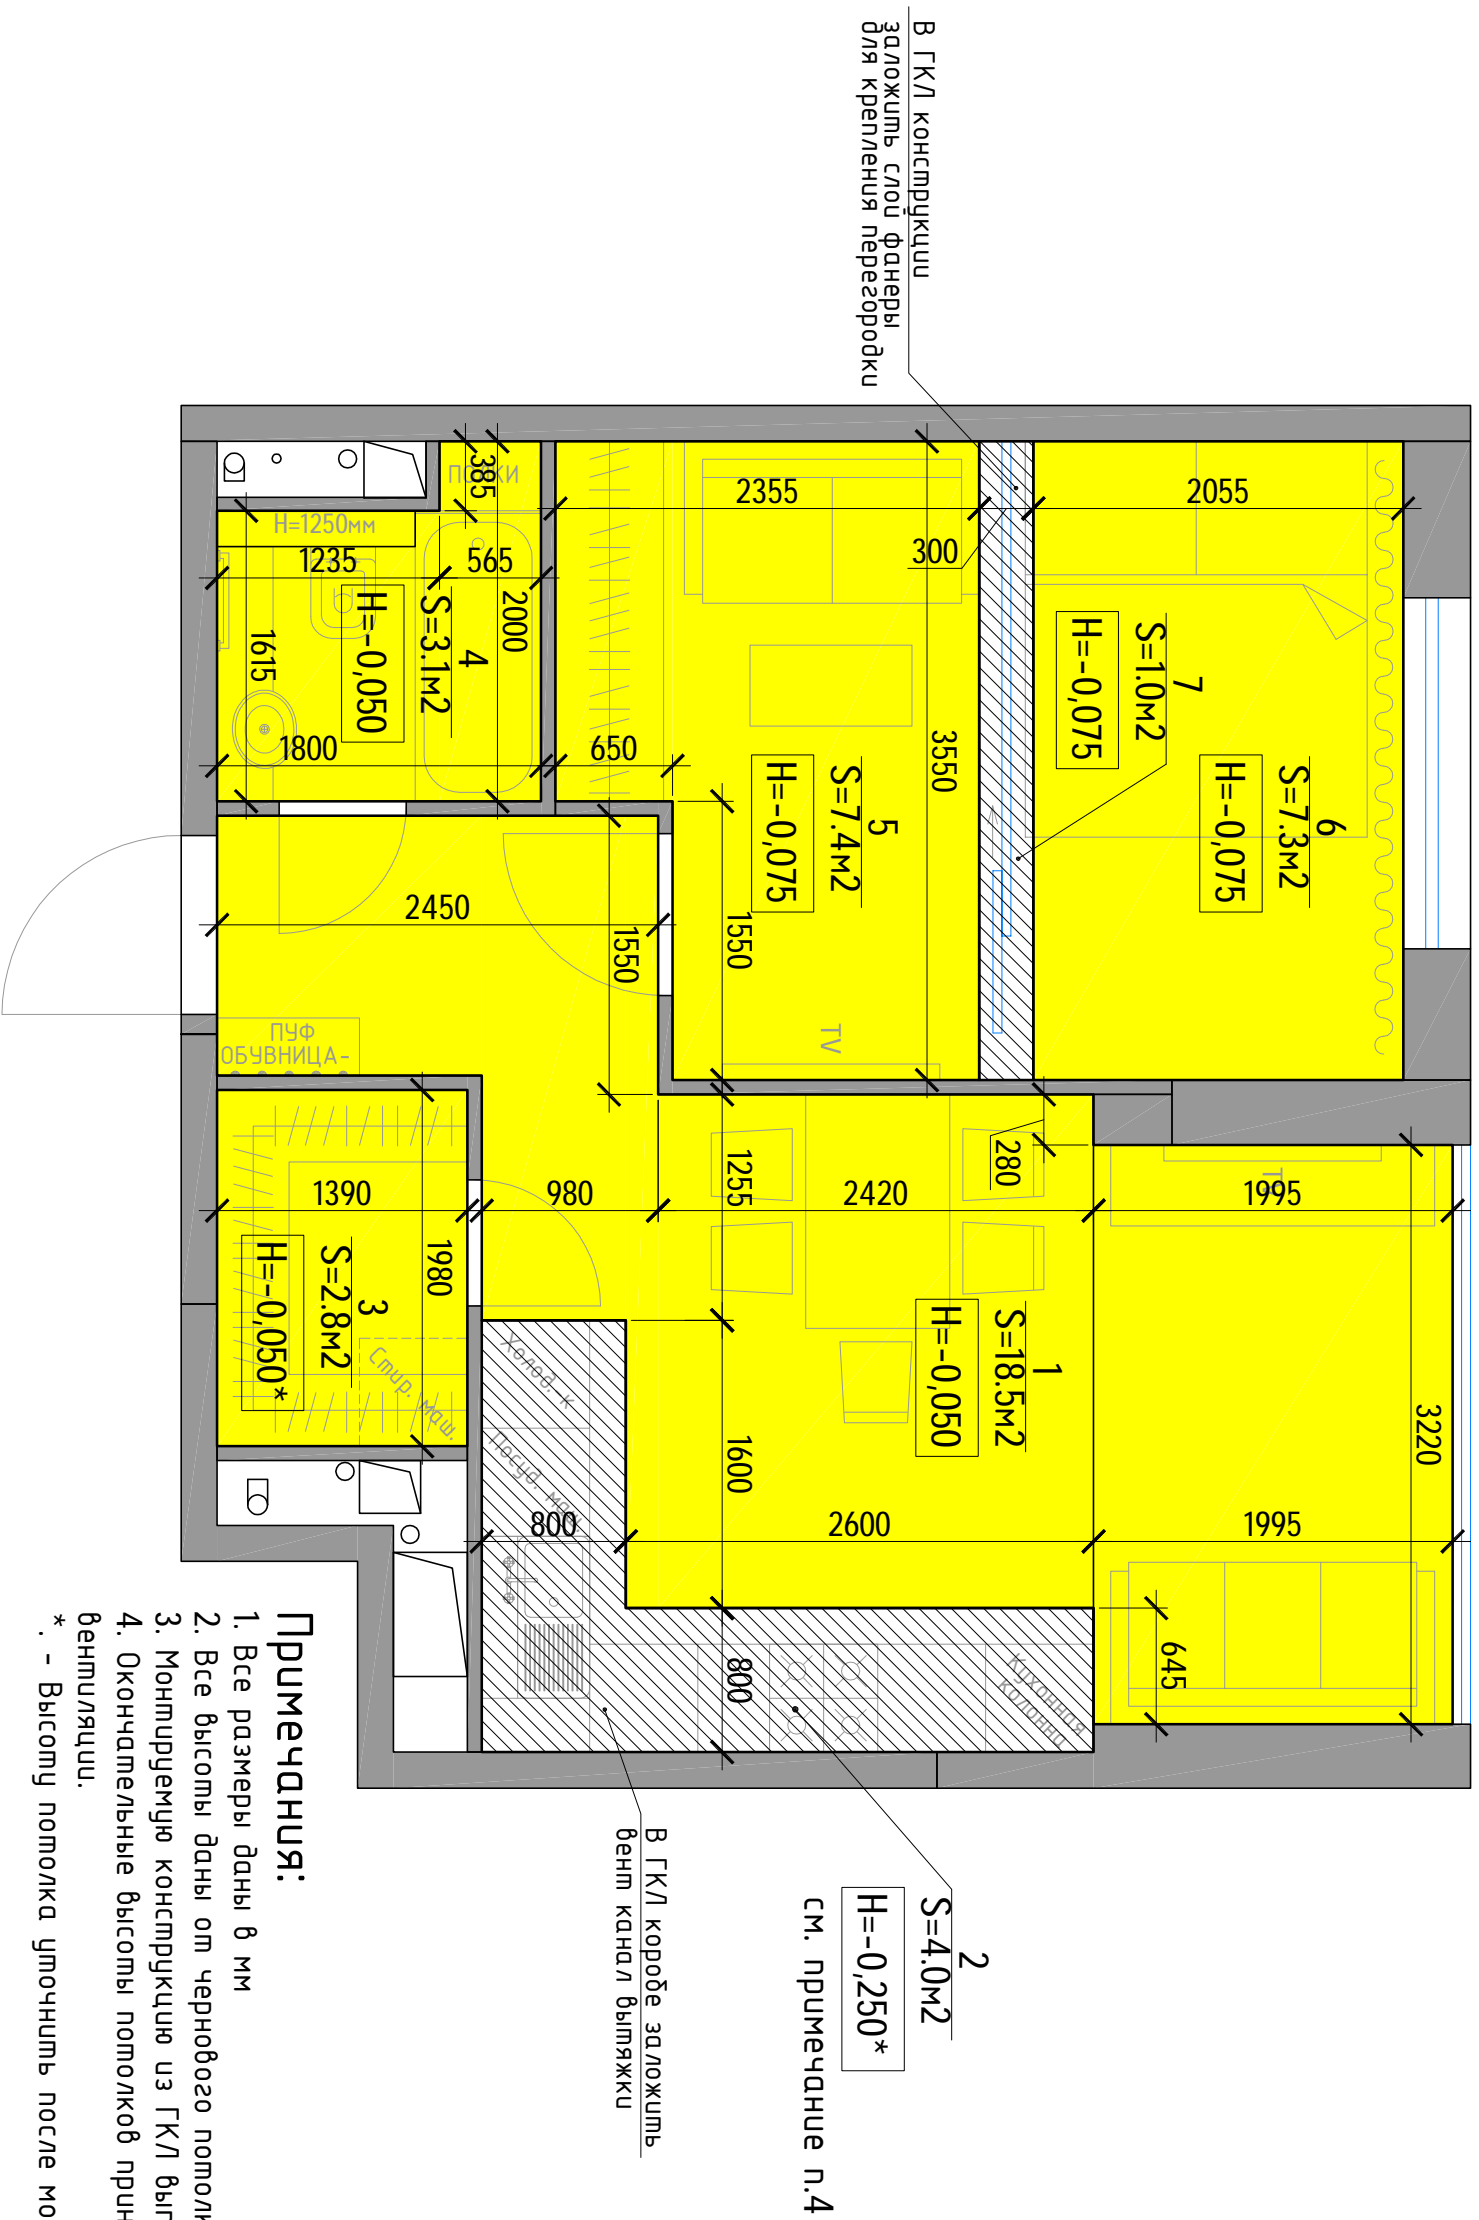 В ГКЛ конструкции
заложить слой фанеры
для крепления перегородки
2055
7
S=1.0м2
H=-0,075
6
S=7.3м2
H=-0,075
2355
300
3550
5
S=7.4м2
H=-0,075
1550
TV
650
385
H=1250мм
1235
565
2000
4
S=3.1м2
H=-0,050
1615
1800
2450
1550
ПУФ
ОБУВНИЦА-
1390
1980
3
S=2.8м2
H=-0,050*
Стир. маш.
980
1255
2420
280
1995
1
S=18.5м2
H=-0,050
3220
1600
Холод. к
Посуд. маш
800
2600
1995
645
800
Кухонная
колонна
2
S=4.0м2
H=-0,250*
см. примечание п.4
В ГКЛ коробе заложить
вент канал вытяжки
Примечания:
1. Все размеры даны в мм
2. Все высоты даны от чернового
3. Монтируемую конструкцию из ГКЛ
4. Окончательные высоты потолков
вентиляции.
*. - Высоту потолка уточнить после